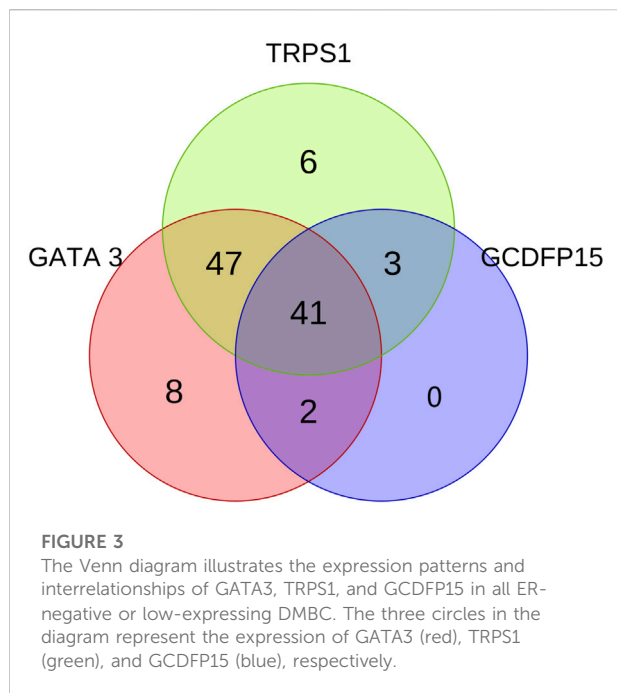 TRPS1
6
GATA 3
47
3
GCDFP15
41
8
2
0
FIGURE 3
The Venn diagram illustrates the expression patterns and
interrelationships of GATA3, TRPS1, and GCDFP15 in all ER-
negative or low-expressing DMBC. The three circles in the
diagram represent the expression of GATA3 (red), TRPS1
(green), and GCDFP15 (blue), respectively.